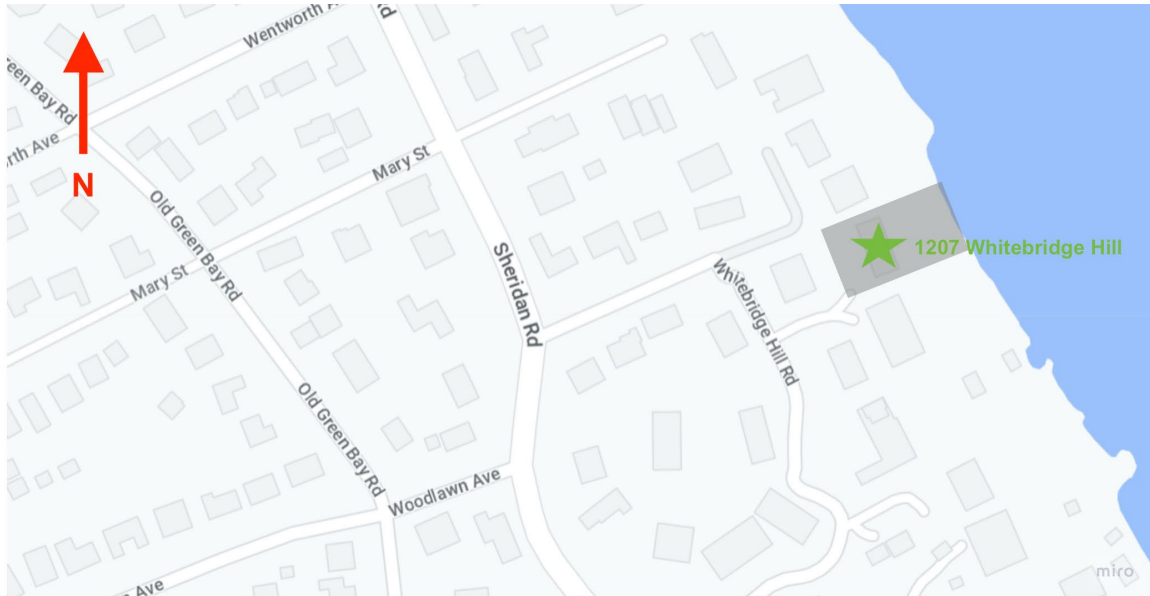 Wentworth A
d
reen Bay Rd
rth Ave
N
Mary St
Old Green Bay Rd
Sheridan Rd
1207 Whitebridge Hill
Mary St
Whitebridge Hill Rd
Old Green Bay Rd
Woodlawn Ave
Ave
miro